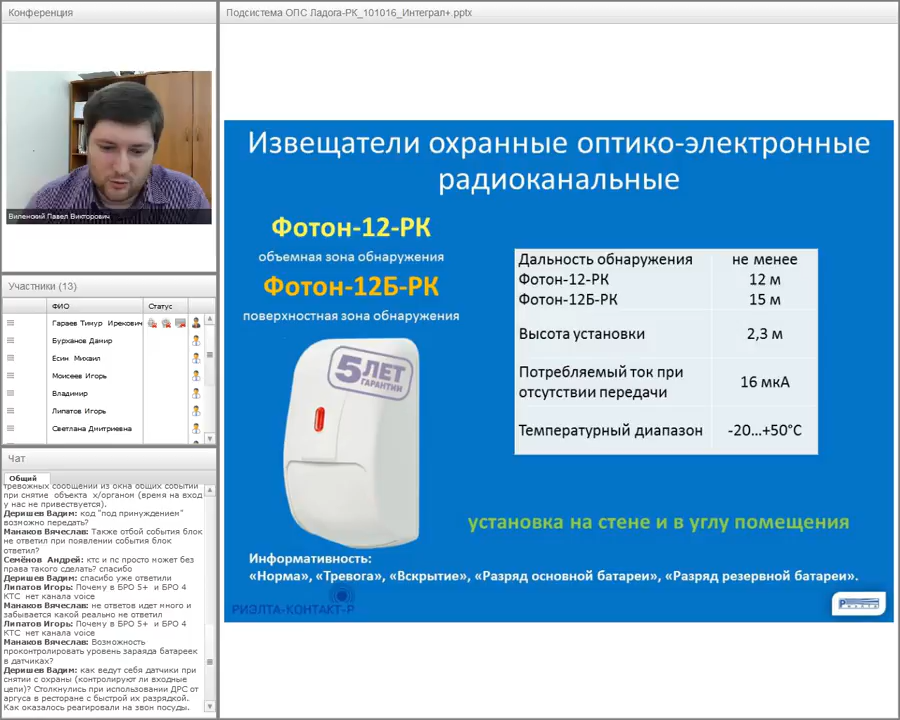 Конференция
Виленский Павел Викторович
Участники (13)
ФИО
Статус
Гараев Тимур Ирекович
Бурханов Дамир
Есин Михаил
Моисеев Игорь
Владимир
Липатов Игорь
Светлана Дмитриевна
Чат
Общий
тревожных сообщении из окна общих событии
при снятие объекта х/органом (время на вход
у нас не привествуется).
Деришев Вадим: код "под принуждением"
возможно передать?
Манаков Вячеслав: Также отбой события блок
не ответил при появлении события блок
ответил?
Семёнов Андрей: ктс и пс просто может без
права такого сделать? спасибо
Деришев Вадим: спасибо уже ответили
Липатов Игорь: Почему в БРО 5+ и БРО 4
КТС нет канала voice
Манаков Вячеслав: не ответов идет много и
забывается какой реально не ответил
Липатов Игорь: Почему в БРО 5+ и БРО 4
КТС нет канала voice
Манаков Вячеслав: Возможность
проконтролировать уровень зараяда батареек
в датчиках?
Деришев Вадим: как ведут себя датчики при
снятии с охраны (контролируют ли входные
цепи)? Столкнулись при использовании ДРС от
аргуса в ресторане с быстрой их разрядкой.
Как оказалось реагировали на звон посуды.
Подсистема ОПС Ладога-РК_101016_Интеграл+.pptx
Извещатели охранные оптико-электронные
радиоканальные
Фотон-12-РК
объемная зона обнаружения
Фотон-12Б-РК
поверхностная зона обнаружения
5 ЛЕТ
ГАРАНТИИ
Дальность обнаружения не менее
Фотон-12-РК 12 м
Фотон-12Б-РК 15 м
Высота установки 2,3 м
Потребляемый ток при
отсутствии передачи 16 мкА
Температурный диапазон -20...+50°С
установка на стене и в углу помещения
Информативность:
«Норма», «Тревога», «Вскрытие», «Разряд основной батареи», «Разряд резервной батареи».
РИЭЛТА-КОНТАКТ-Р